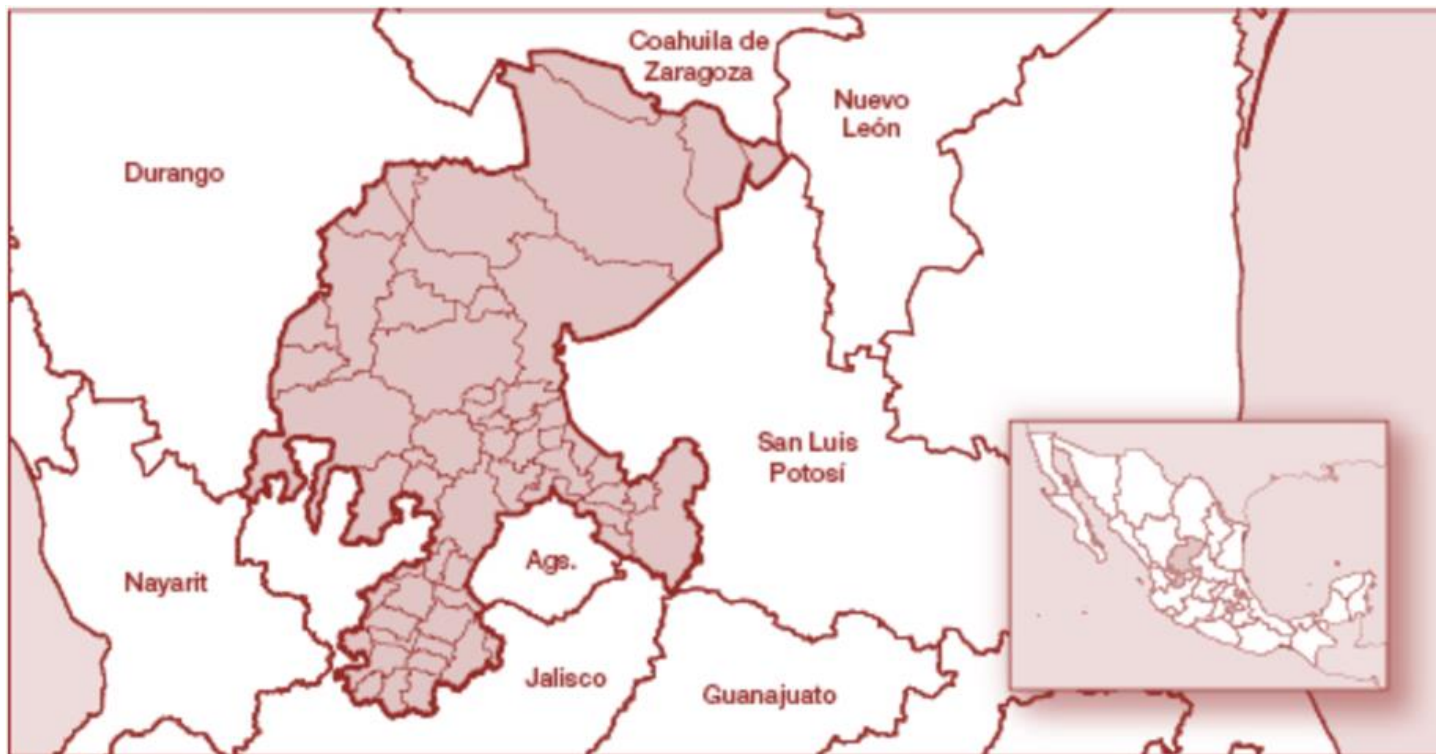 Coahuila de
Zaragoza
Nuevo
León
Durango
San Luis
Potosí
Ags.
Nayarit
Jalisco
Guanajuato